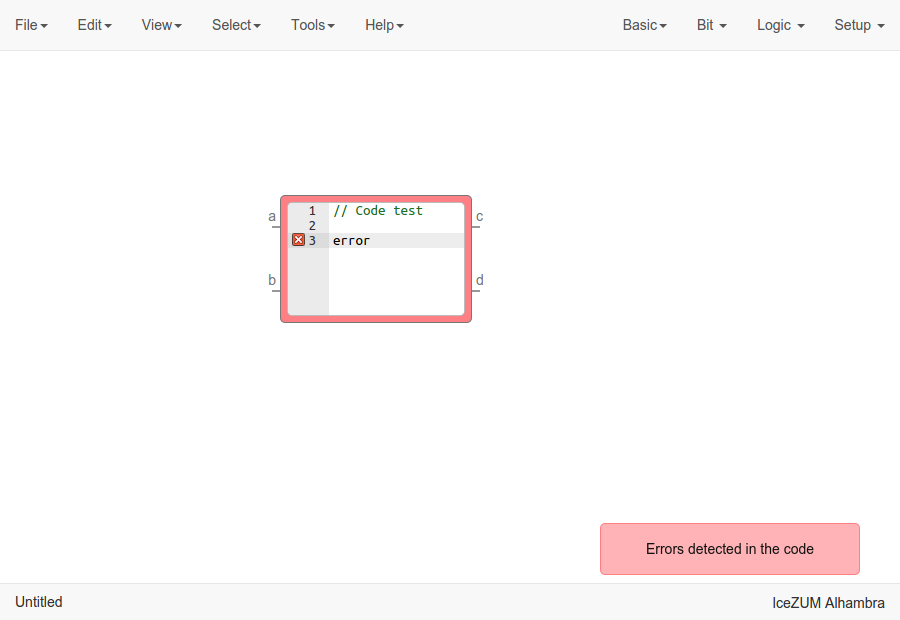 File Edit View Select Tools Help Basic Bit Logic Setup
a
c
1 // Code test
2
3 error
b
d
Errors detected in the code
Untitled
IceZUM Alhambra